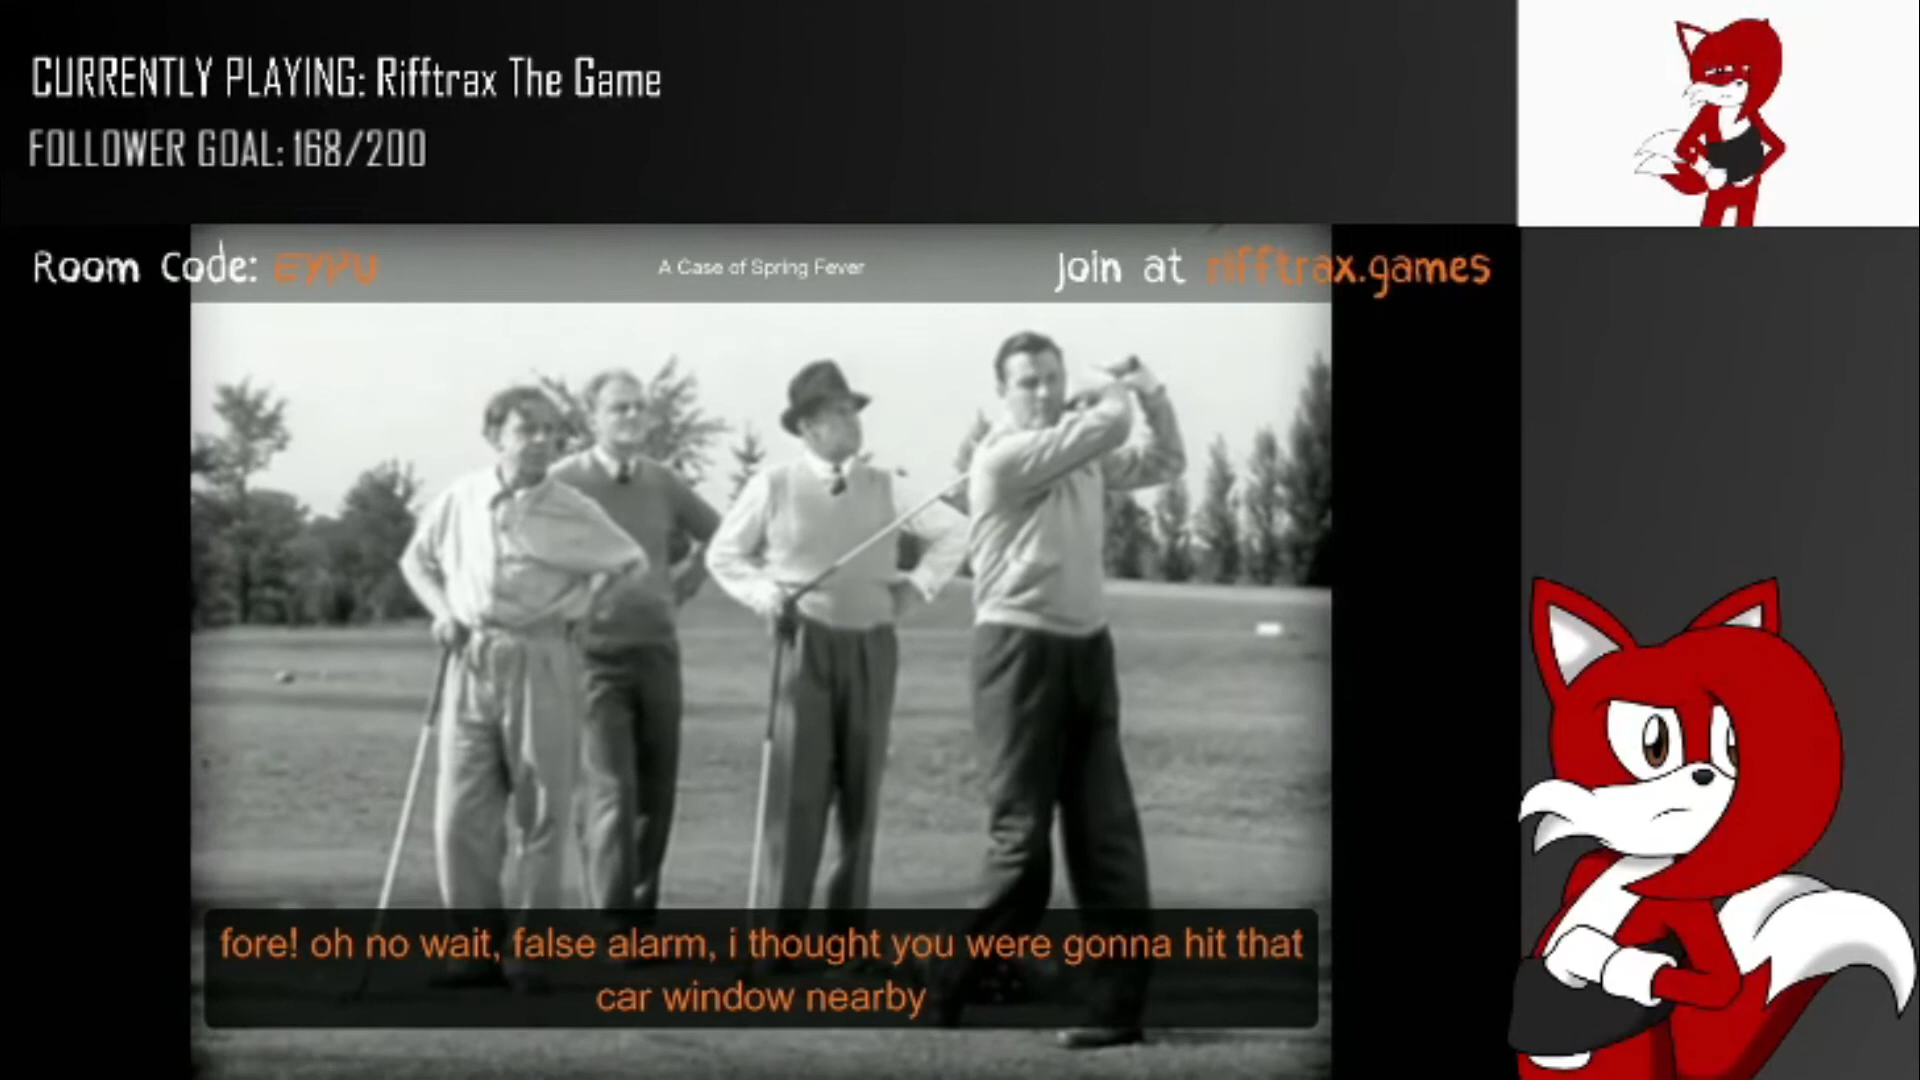 CURRENTLY PLAYING: Rifftrax The Game
FOLLOWER GOAL: 168/200
Room Code: EYPU
A Case of Spring Fever
Join at rifftrax.games
fore! oh no wait, false alarm, i thought you were gonna hit that
car window nearby